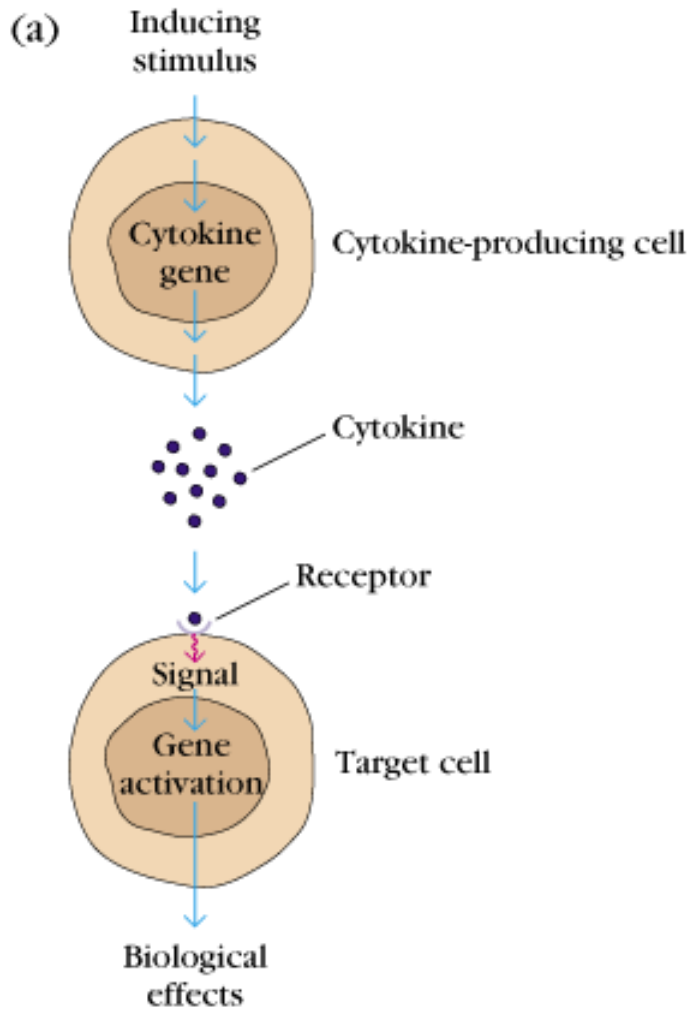 (a)
Inducing
stimulus
Cytokine
gene
Cytokine-producing cell
Cytokine
Receptor
Signal
Gene
activation
Target cell
Biological
effects